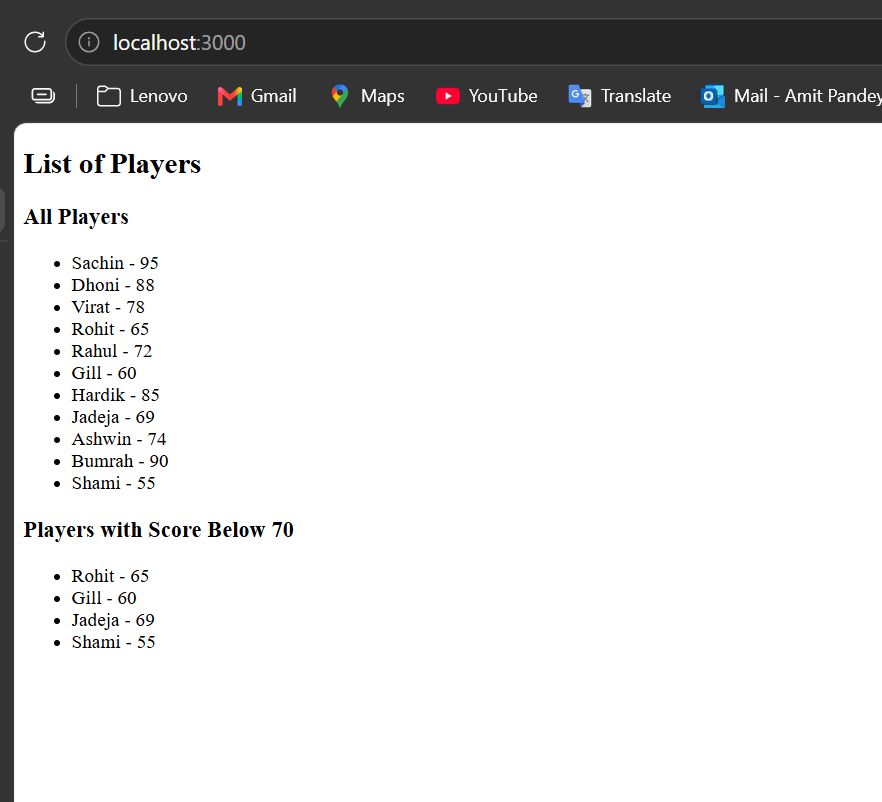 localhost:3000
Lenovo Gmail Maps YouTube Translate Mail - Amit Pandey
List of Players
All Players
Sachin - 95
Dhoni - 88
Virat - 78
Rohit - 65
Rahul - 72
Gill - 60
Hardik - 85
Jadeja - 69
Ashwin - 74
Bumrah - 90
Shami - 55
Players with Score Below 70
Rohit - 65
Gill - 60
Jadeja - 69
Shami - 55